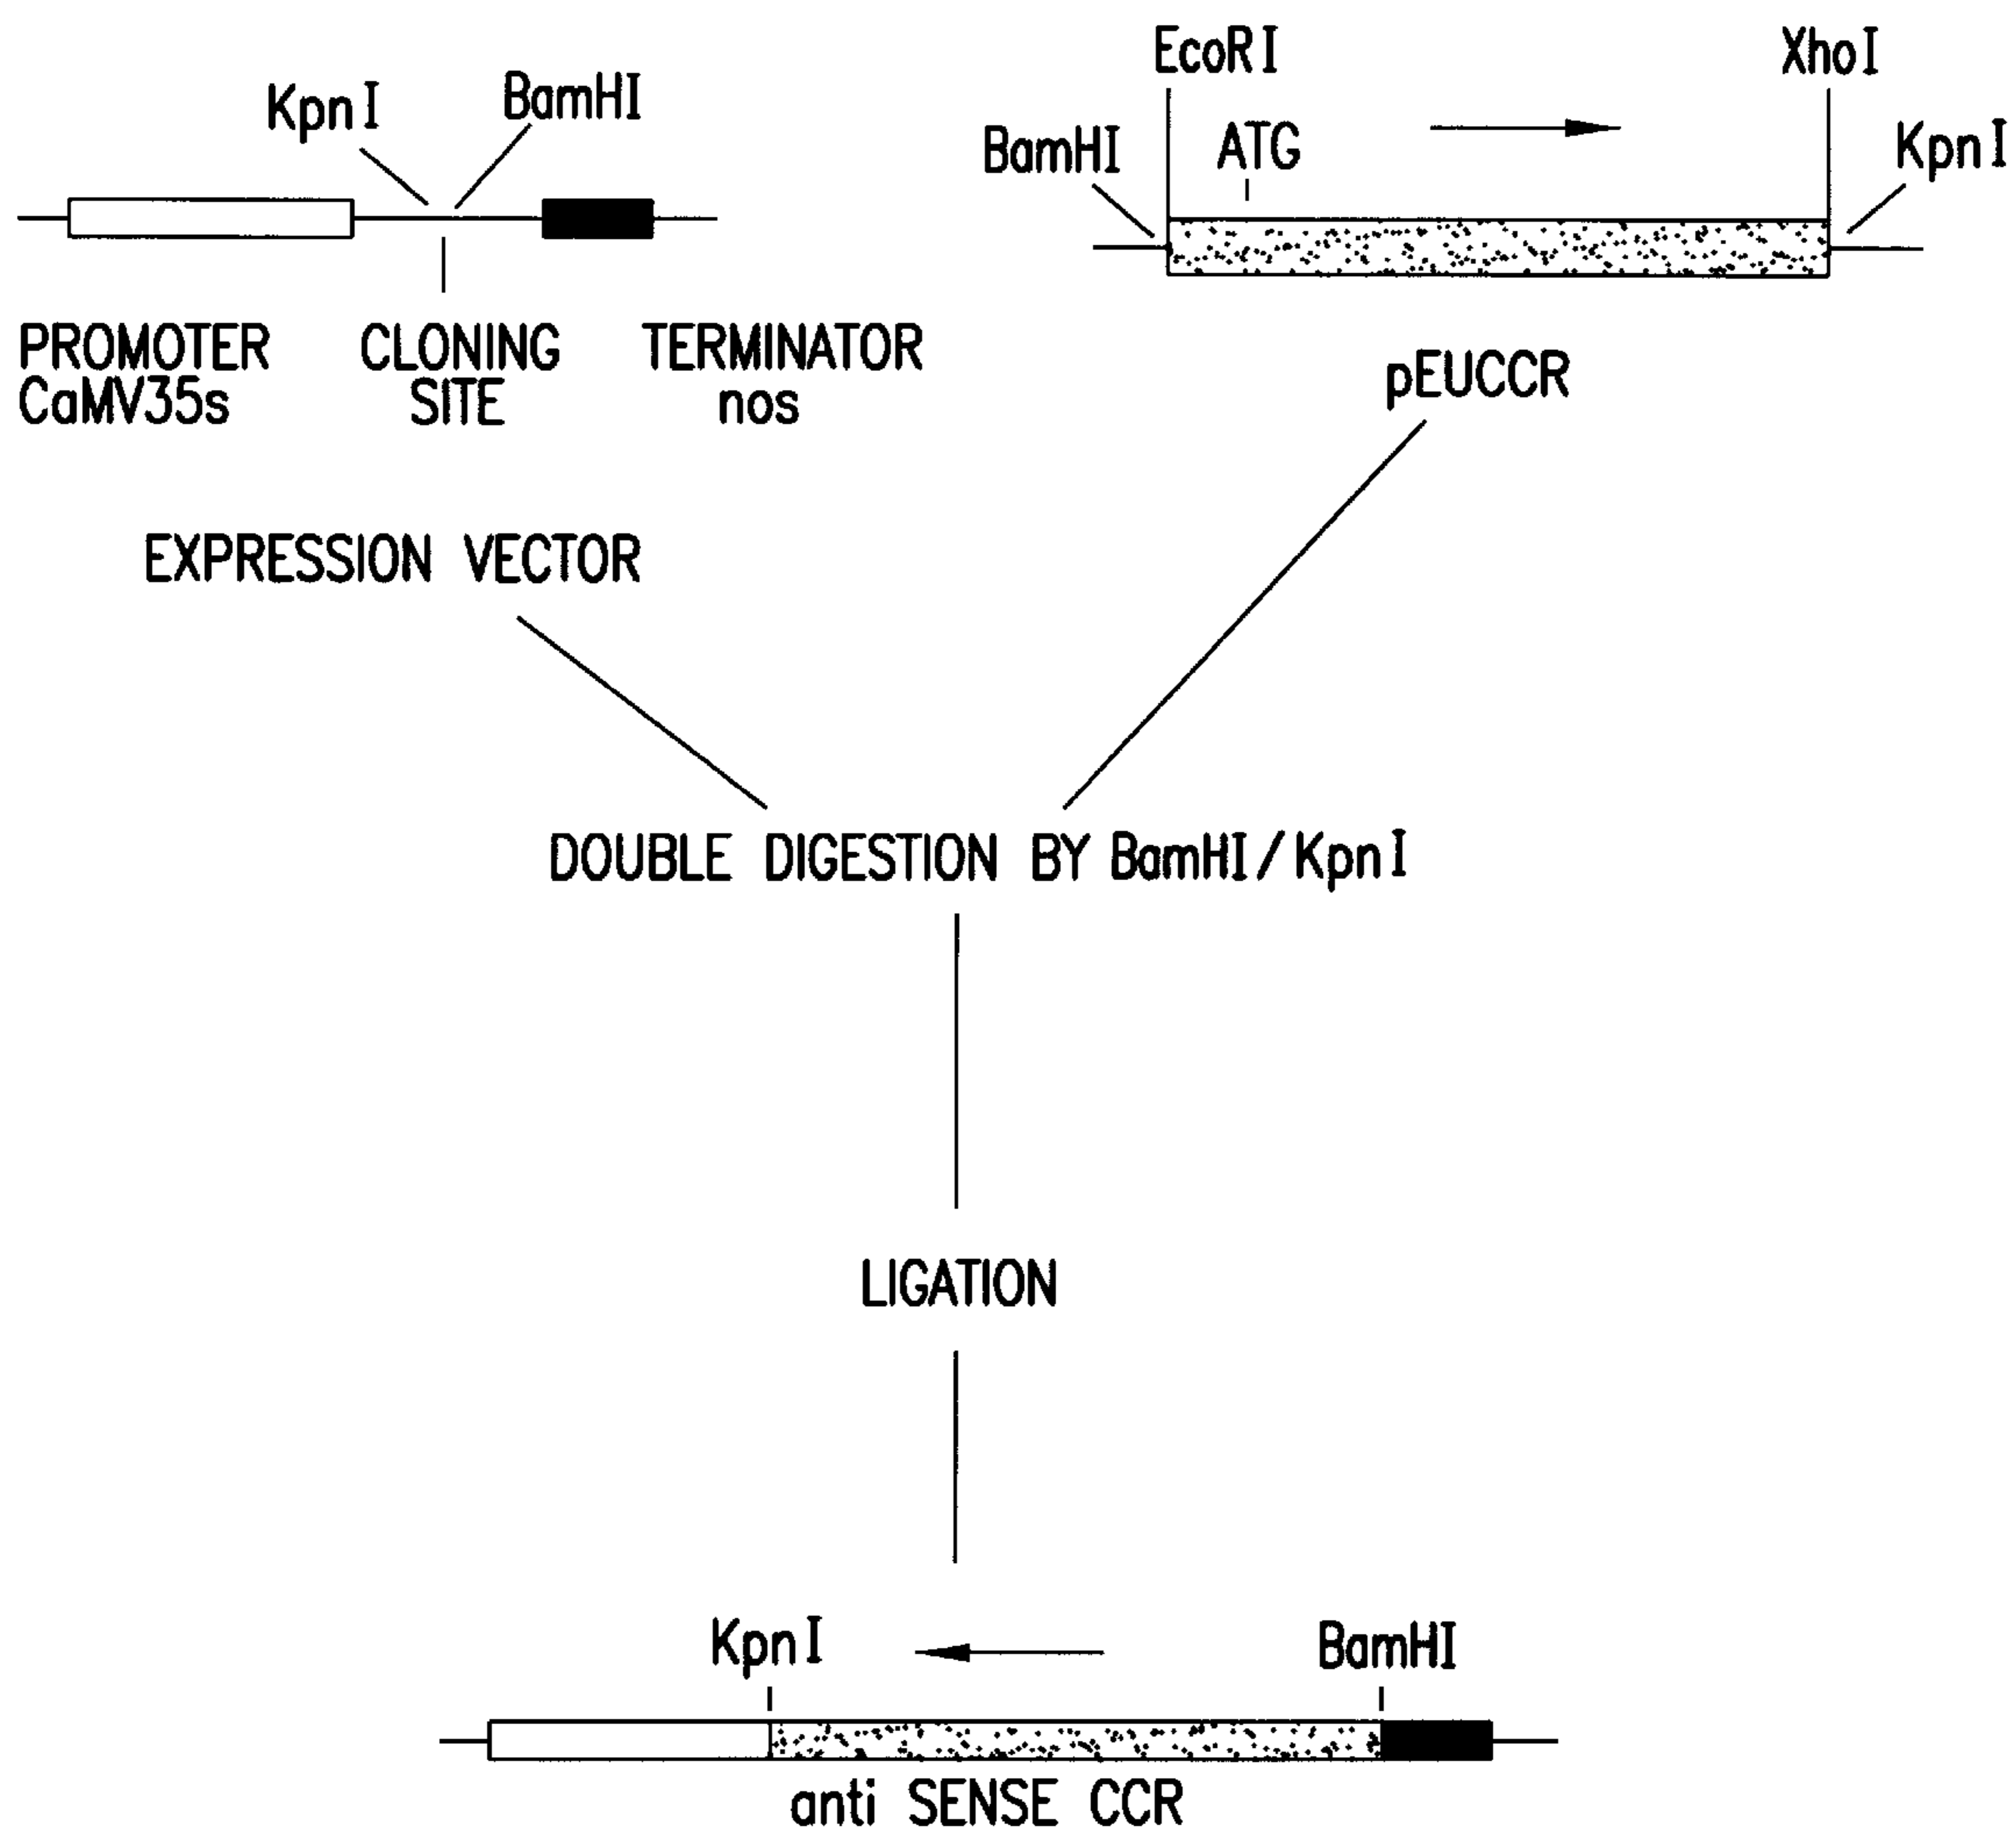 EcoRI
XhoI
KpnI
BamHI
BamHI
ATG
KpnI
PROMOTER
CaMV35s
CLONING
SITE
TERMINATOR
nos
pEUCCR
EXPRESSION VECTOR
DOUBLE DIGESTION BY BamHI/KpnI
LIGATION
KpnI
BamHI
anti SENSE CCR